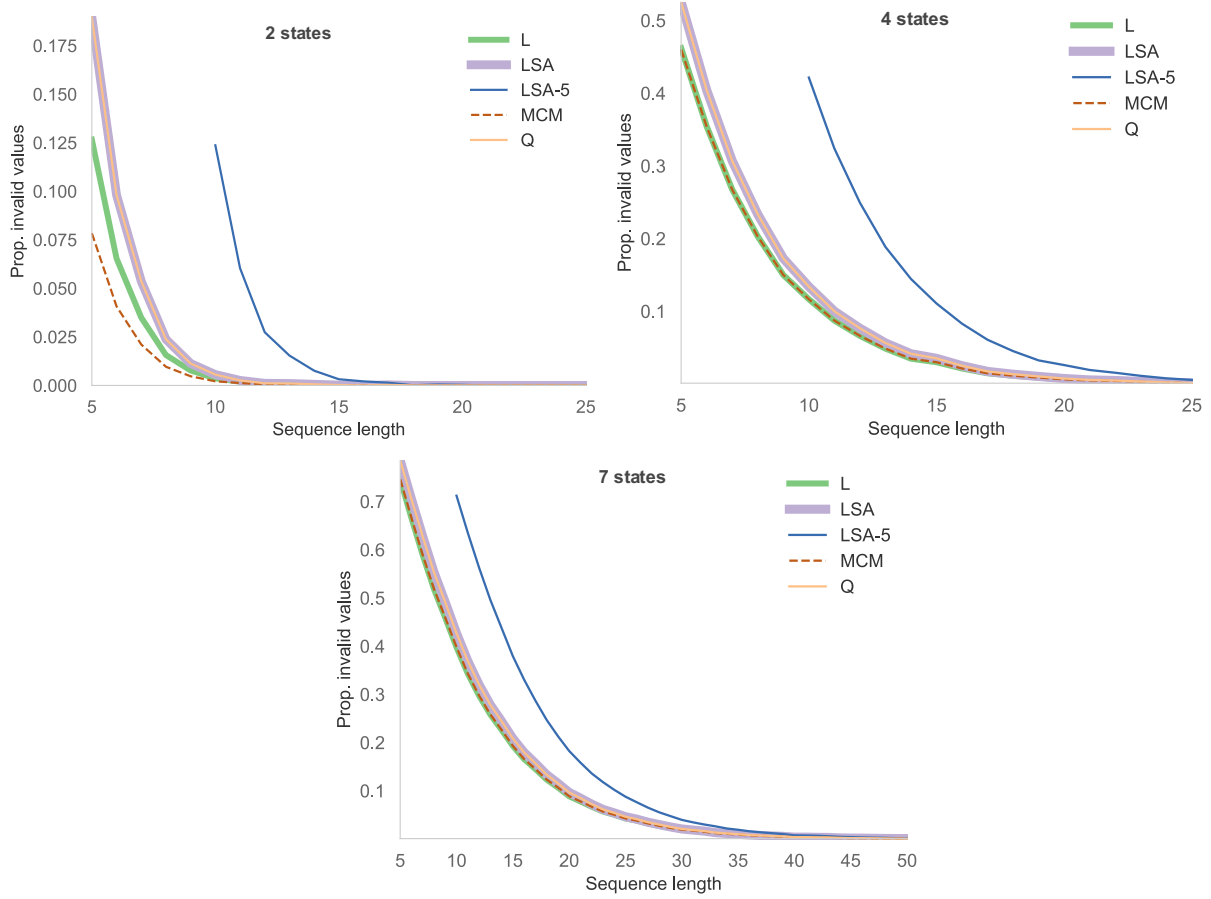 2 states
Prop. invalid values
0.175
0.150
0.125
0.100
0.075
0.050
0.025
0.000
5
10
15
20
25
Sequence length
L
LSA
LSA-5
MCM
Q
4 states
Prop. invalid values
0.5
0.4
0.3
0.2
0.1
5
10
15
20
25
Sequence length
L
LSA
LSA-5
MCM
Q
7 states
Prop. invalid values
0.7
0.6
0.5
0.4
0.3
0.2
0.1
5
10
15
20
25
30
35
40
45
50
Sequence length
L
LSA
LSA-5
MCM
Q